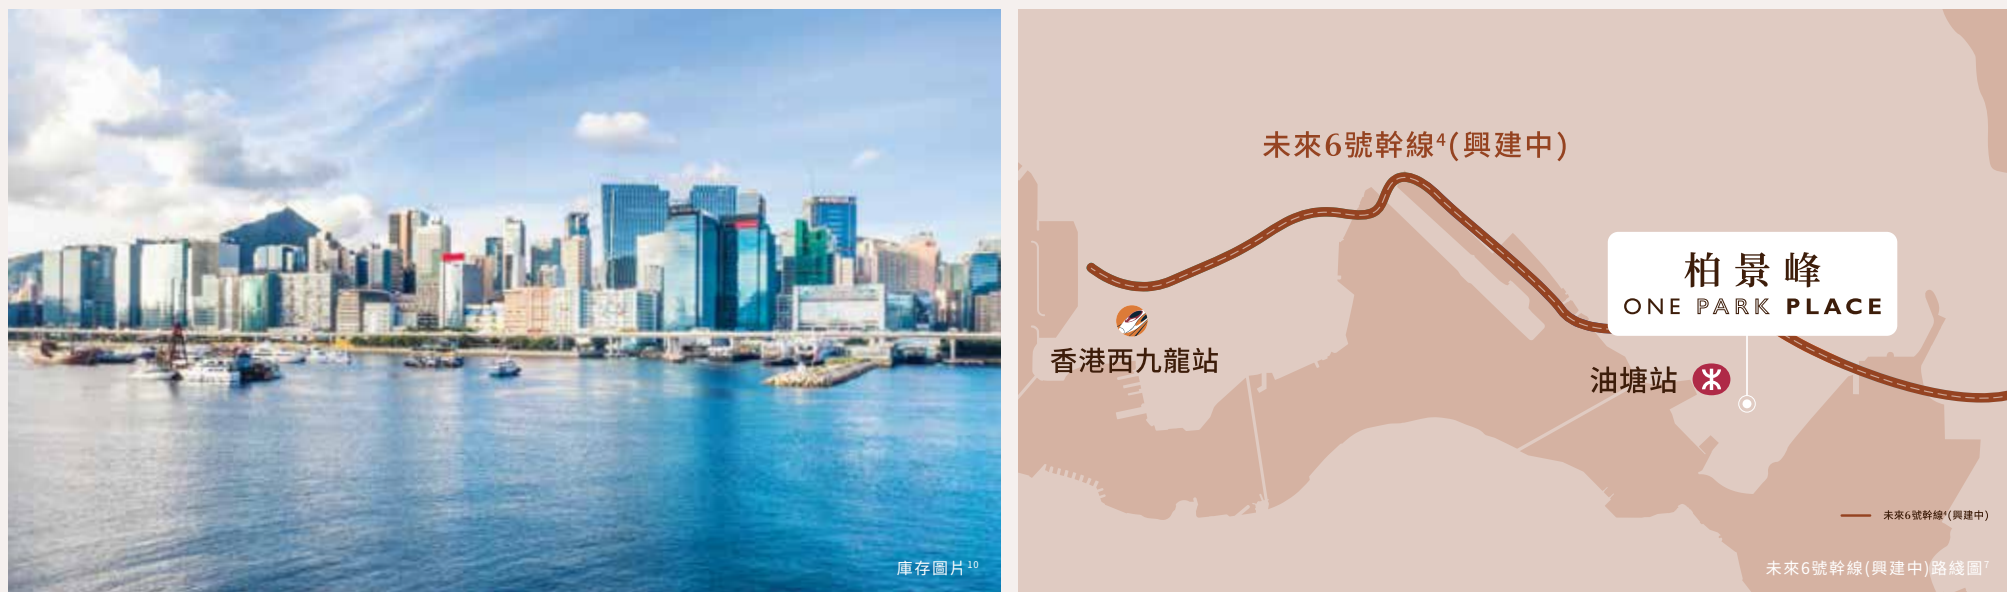 庫存圖片10
未來6號幹線4(興建中)
柏景峰
ONE PARK PLACE
香港西九龍站
油塘站
未來6號幹線4(興建中)
未來6號幹線(興建中)路綫圖7